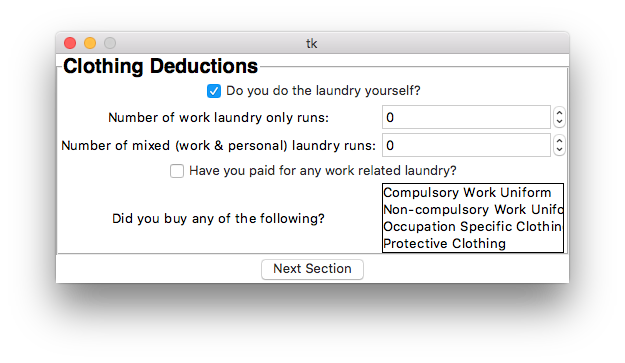 tk
Clothing Deductions
Do you do the laundry yourself?
Number of work laundry only runs: 0
Number of mixed (work & personal) laundry runs: 0
Have you paid for any work related laundry?
Did you buy any of the following?
Compulsory Work Uniform
Non-compulsory Work Unifo
Occupation Specific Clothin
Protective Clothing
Next Section